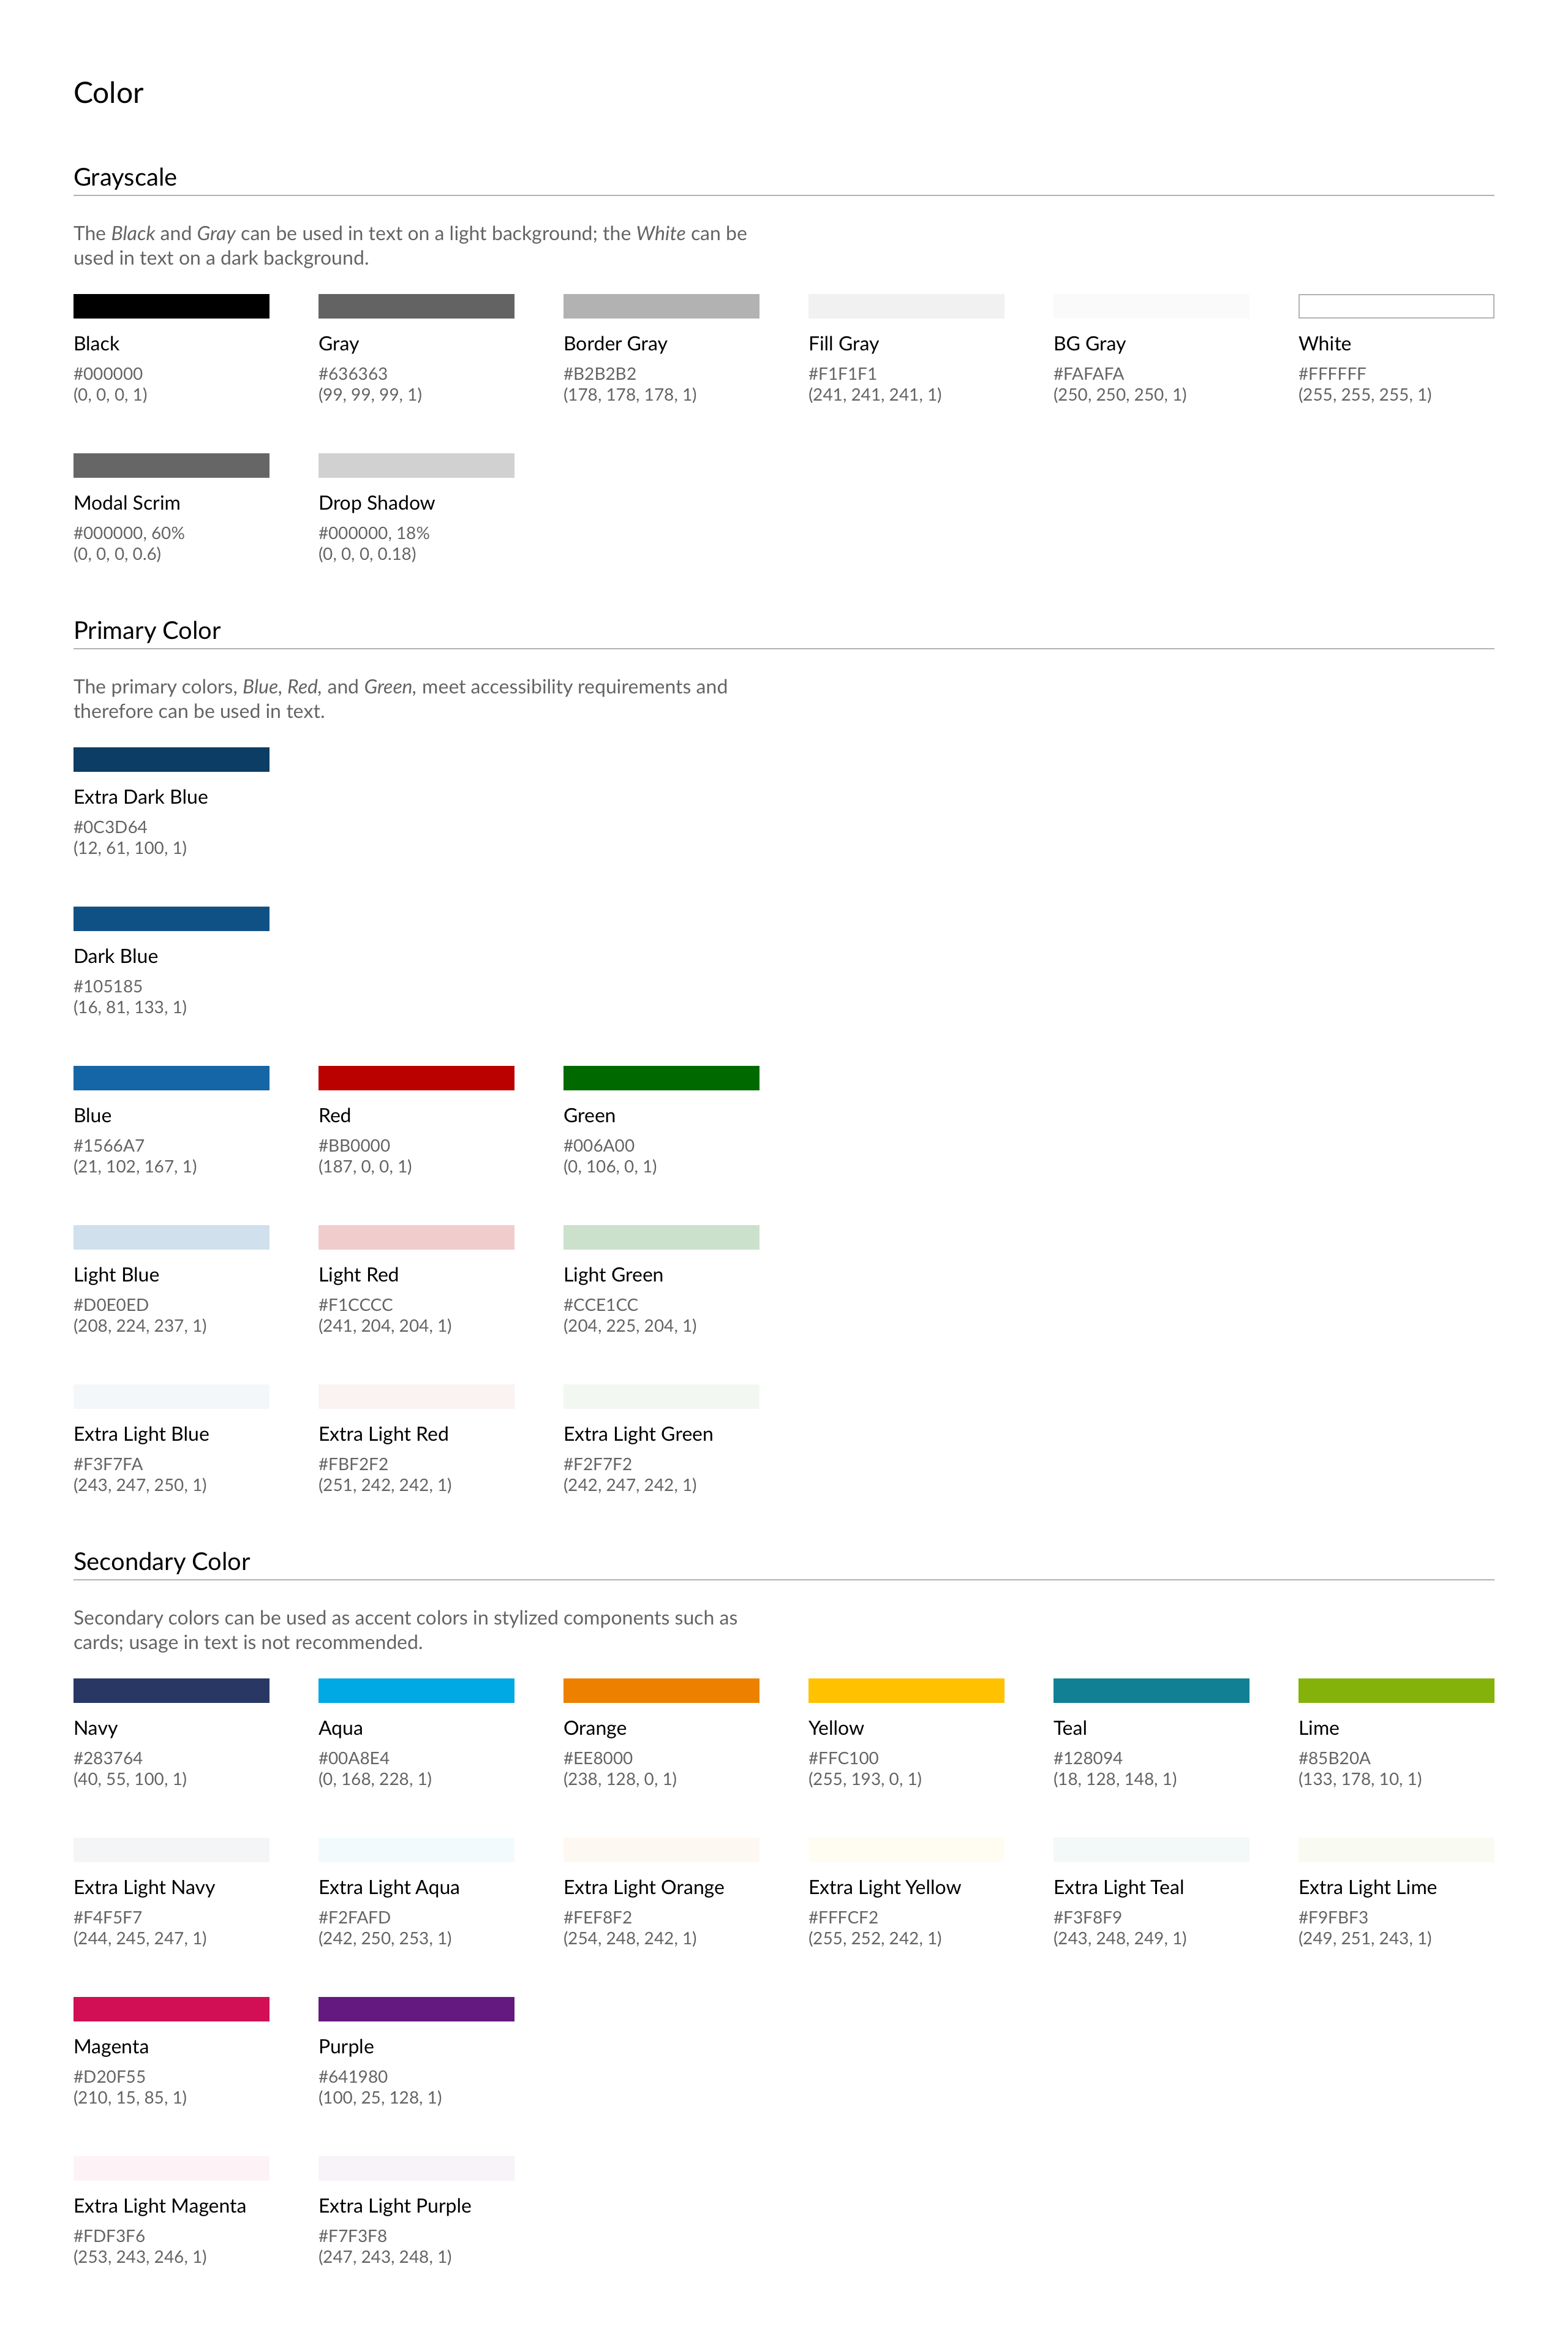 Color
Grayscale
The Black and Gray can be used in text on a light background; the White can be
used in text on a dark background.
Black
#000000
(0, 0, 0, 1)
Gray
#636363
(99, 99, 99, 1)
Border Gray
#B2B2B2
(178, 178, 178, 1)
Fill Gray
#F1F1F1
(241, 241, 241, 1)
BG Gray
#FAFAFA
(250, 250, 250, 1)
White
#FFFFFF
(255, 255, 255, 1)
Modal Scrim
#000000, 60%
(0, 0, 0, 0.6)
Drop Shadow
#000000, 18%
(0, 0, 0, 0.18)
Primary Color
The primary colors, Blue, Red, and Green, meet accessibility requirements and
therefore can be used in text.
Extra Dark Blue
#0C3D64
(12, 61, 100, 1)
Dark Blue
#105185
(16, 81, 133, 1)
Blue
#1566A7
(21, 102, 167, 1)
Red
#BB0000
(187, 0, 0, 1)
Green
#006A00
(0, 106, 0, 1)
Light Blue
#D0E0ED
(208, 224, 237, 1)
Light Red
#F1CCCC
(241, 204, 204, 1)
Light Green
#CCE1CC
(204, 225, 204, 1)
Extra Light Blue
#F3F7FA
(243, 247, 250, 1)
Extra Light Red
#FBF2F2
(251, 242, 242, 1)
Extra Light Green
#F2F7F2
(242, 247, 242, 1)
Secondary Color
Secondary colors can be used as accent colors in stylized components such as
cards; usage in text is not recommended.
Navy
#283764
(40, 55, 100, 1)
Aqua
#00A8E4
(0, 168, 228, 1)
Orange
#EE8000
(238, 128, 0, 1)
Yellow
#FFC100
(255, 193, 0, 1)
Teal
#128094
(18, 128, 148, 1)
Lime
#85B20A
(133, 178, 10, 1)
Extra Light Navy
#F4F5F7
(244, 245, 247, 1)
Extra Light Aqua
#F2FAFD
(242, 250, 253, 1)
Extra Light Orange
#FEF8F2
(254, 248, 242, 1)
Extra Light Yellow
#FFFCF2
(255, 252, 242, 1)
Extra Light Teal
#F3F8F9
(243, 248, 249, 1)
Extra Light Lime
#F9FBF3
(249, 251, 243, 1)
Magenta
#D20F55
(210, 15, 85, 1)
Purple
#641980
(100, 25, 128, 1)
Extra Light Magenta
#FDF3F6
(253, 243, 246, 1)
Extra Light Purple
#F7F3F8
(247, 243, 248, 1)